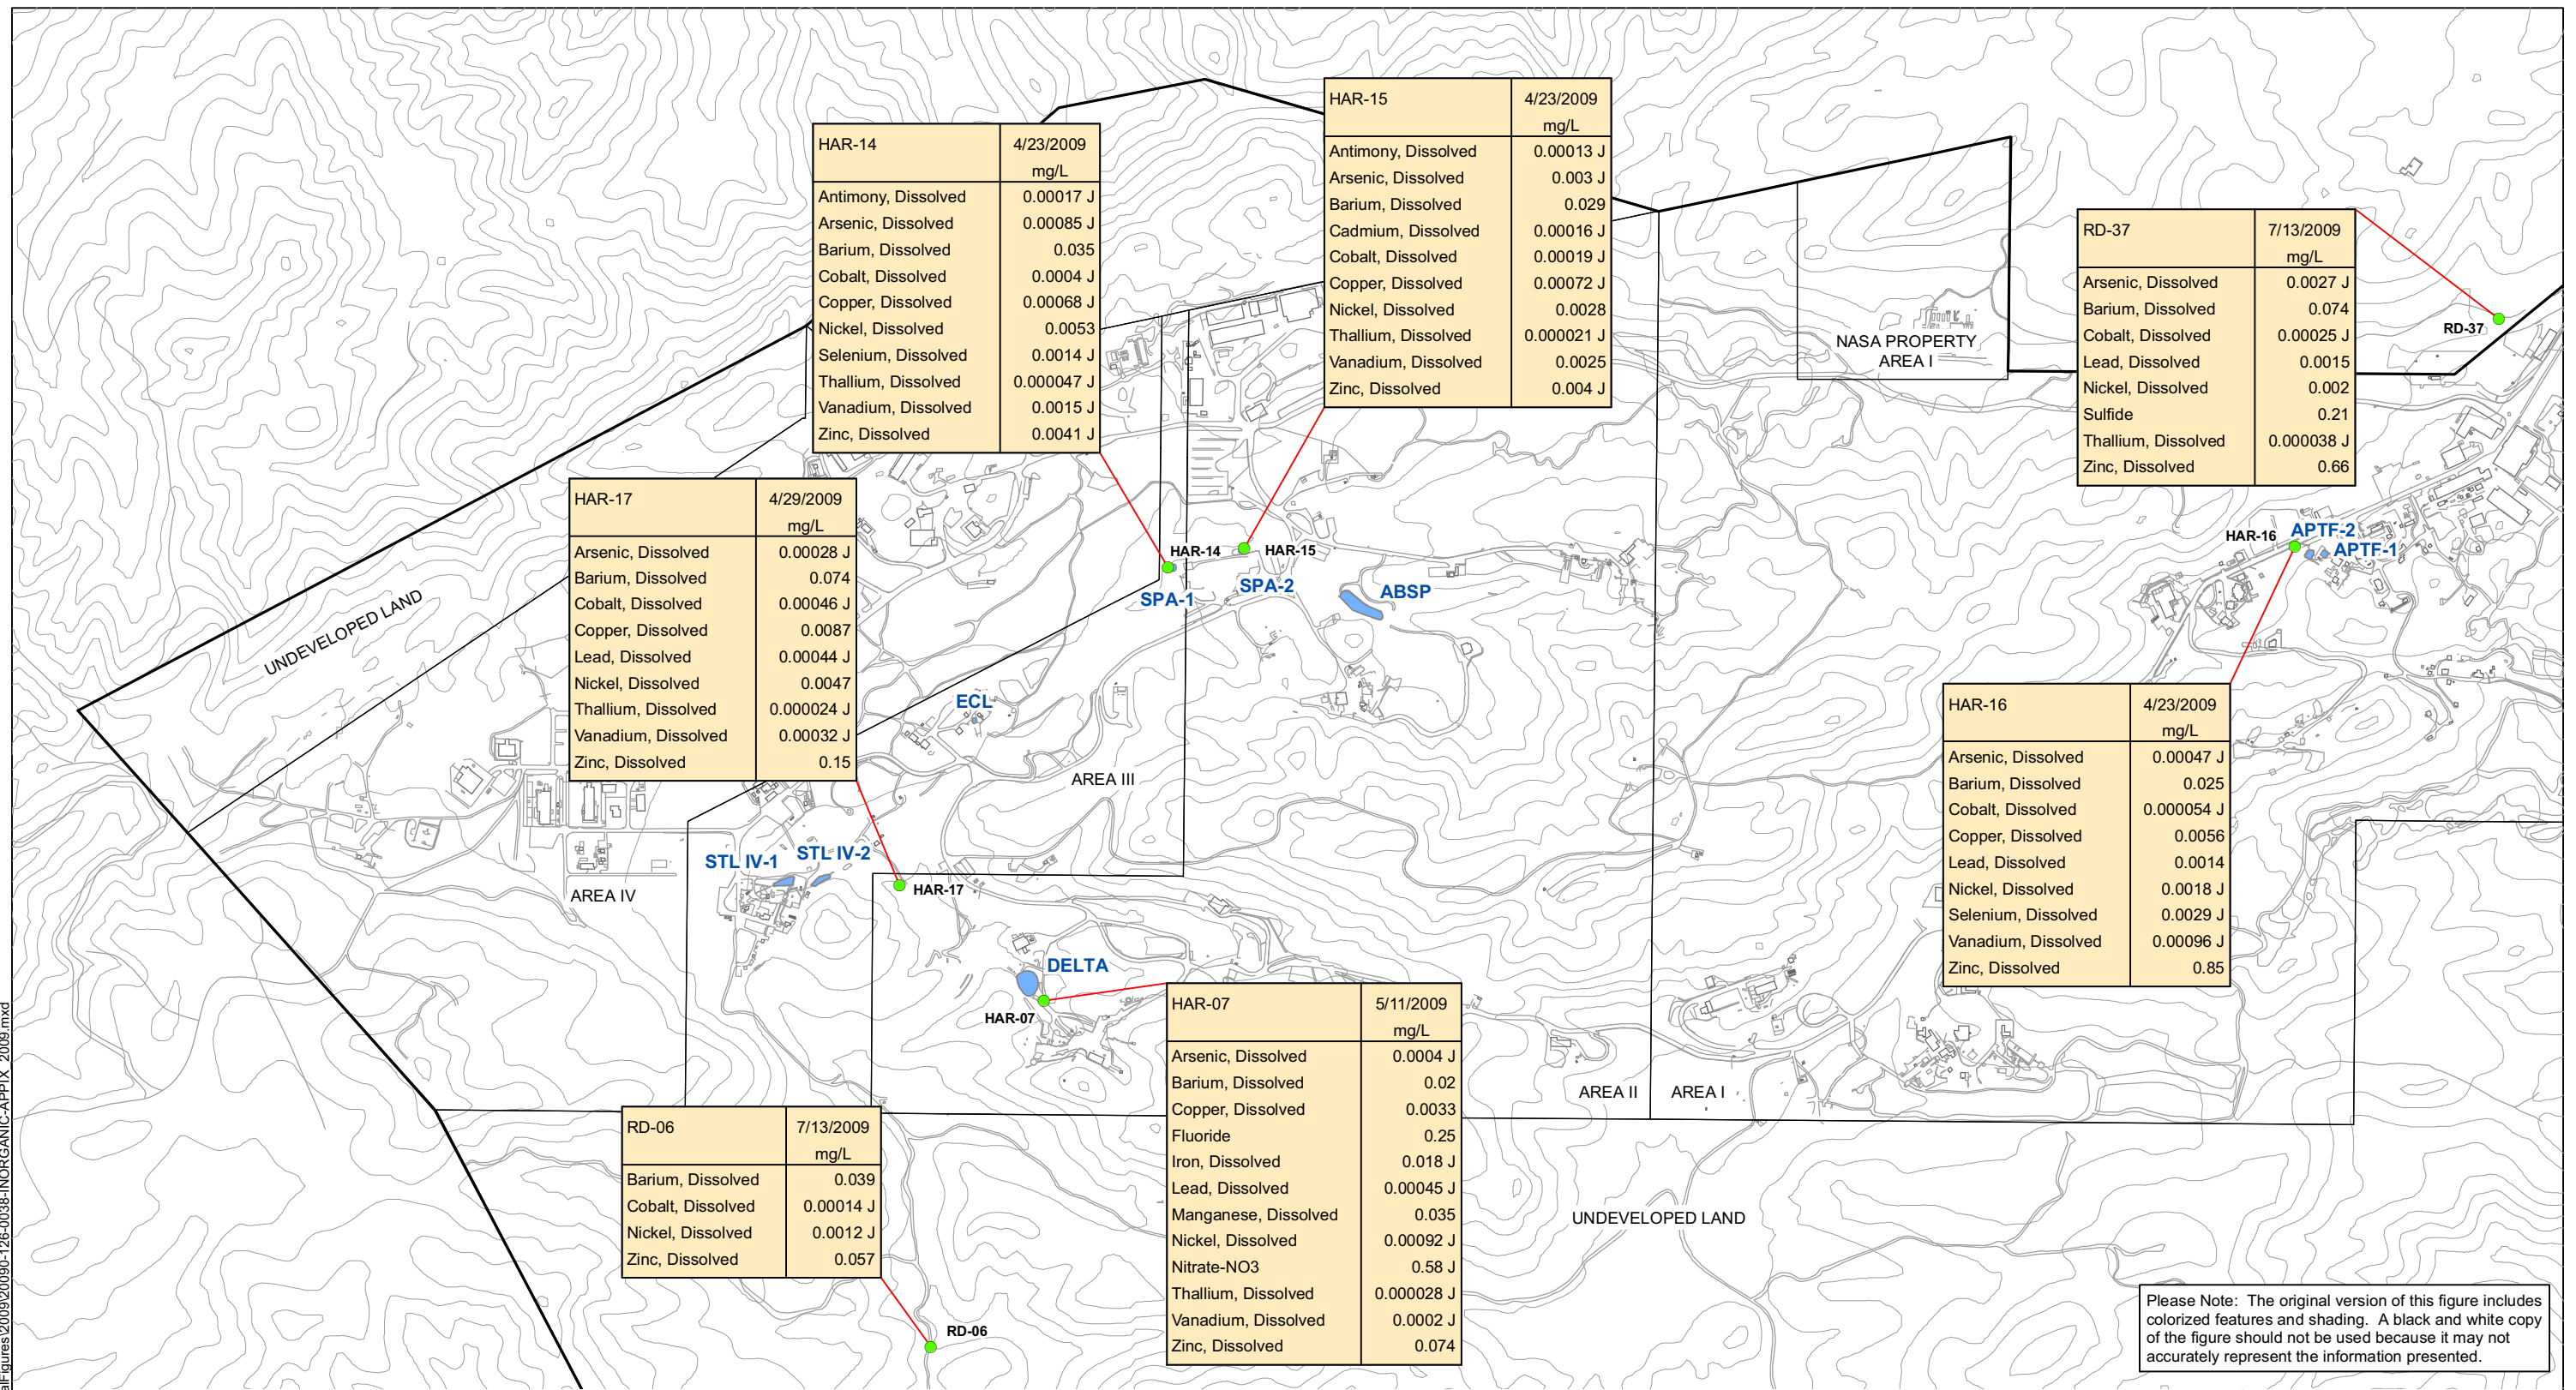 HAR-14 4/23/2009
mg/L
Antimony, Dissolved 0.00017 J
Arsenic, Dissolved 0.00085 J
Barium, Dissolved 0.035
Cobalt, Dissolved 0.0004 J
Copper, Dissolved 0.00068 J
Nickel, Dissolved 0.0053
Selenium, Dissolved 0.0014 J
Thallium, Dissolved 0.000047 J
Vanadium, Dissolved 0.0015 J
Zinc, Dissolved 0.0041 J
HAR-15 4/23/2009
mg/L
Antimony, Dissolved 0.00013 J
Arsenic, Dissolved 0.003 J
Barium, Dissolved 0.029
Cadmium, Dissolved 0.00016 J
Cobalt, Dissolved 0.00019 J
Copper, Dissolved 0.00072 J
Nickel, Dissolved 0.0028
Thallium, Dissolved 0.000021 J
Vanadium, Dissolved 0.0025
Zinc, Dissolved 0.004 J
RD-37 7/13/2009
mg/L
Arsenic, Dissolved 0.0027 J
Barium, Dissolved 0.074
Cobalt, Dissolved 0.00025 J
Lead, Dissolved 0.0015
Nickel, Dissolved 0.002
Sulfide 0.21
Thallium, Dissolved 0.000038 J
Zinc, Dissolved 0.66
RD-37
NASA PROPERTY
AREA I
HAR-17 4/29/2009
mg/L
Arsenic, Dissolved 0.00028 J
Barium, Dissolved 0.074
Cobalt, Dissolved 0.00046 J
Copper, Dissolved 0.0087
Lead, Dissolved 0.00044 J
Nickel, Dissolved 0.0047
Thallium, Dissolved 0.000024 J
Vanadium, Dissolved 0.00032 J
Zinc, Dissolved 0.15
HAR-14
HAR-15
SPA-1
SPA-2
ABSP
HAR-16
APTF-2
APTF-1
UNDEVELOPED LAND
ECL
AREA III
HAR-16 4/23/2009
mg/L
Arsenic, Dissolved 0.00047 J
Barium, Dissolved 0.025
Cobalt, Dissolved 0.000054 J
Copper, Dissolved 0.0056
Lead, Dissolved 0.0014
Nickel, Dissolved 0.0018 J
Selenium, Dissolved 0.0029 J
Vanadium, Dissolved 0.00096 J
Zinc, Dissolved 0.85
STL IV-1
STL IV-2
AREA IV
HAR-17
DELTA
HAR-07
HAR-07 5/11/2009
mg/L
Arsenic, Dissolved 0.0004 J
Barium, Dissolved 0.02
Copper, Dissolved 0.0033
Fluoride 0.25
Iron, Dissolved 0.018 J
Lead, Dissolved 0.00045 J
Manganese, Dissolved 0.035
Nickel, Dissolved 0.00092 J
Nitrate-NO3 0.58 J
Thallium, Dissolved 0.000028 J
Vanadium, Dissolved 0.0002 J
Zinc, Dissolved 0.074
AREA II
AREA I
RD-06 7/13/2009
mg/L
Barium, Dissolved 0.039
Cobalt, Dissolved 0.00014 J
Nickel, Dissolved 0.0012 J
Zinc, Dissolved 0.057
RD-06
UNDEVELOPED LAND
Please Note: The original version of this figure includes
colorized features and shading. A black and white copy
of the figure should not be used because it may not
accurately represent the information presented.
alFigures\2009\20090-126-0038-INORGANIC-APPIX_2009.mxd